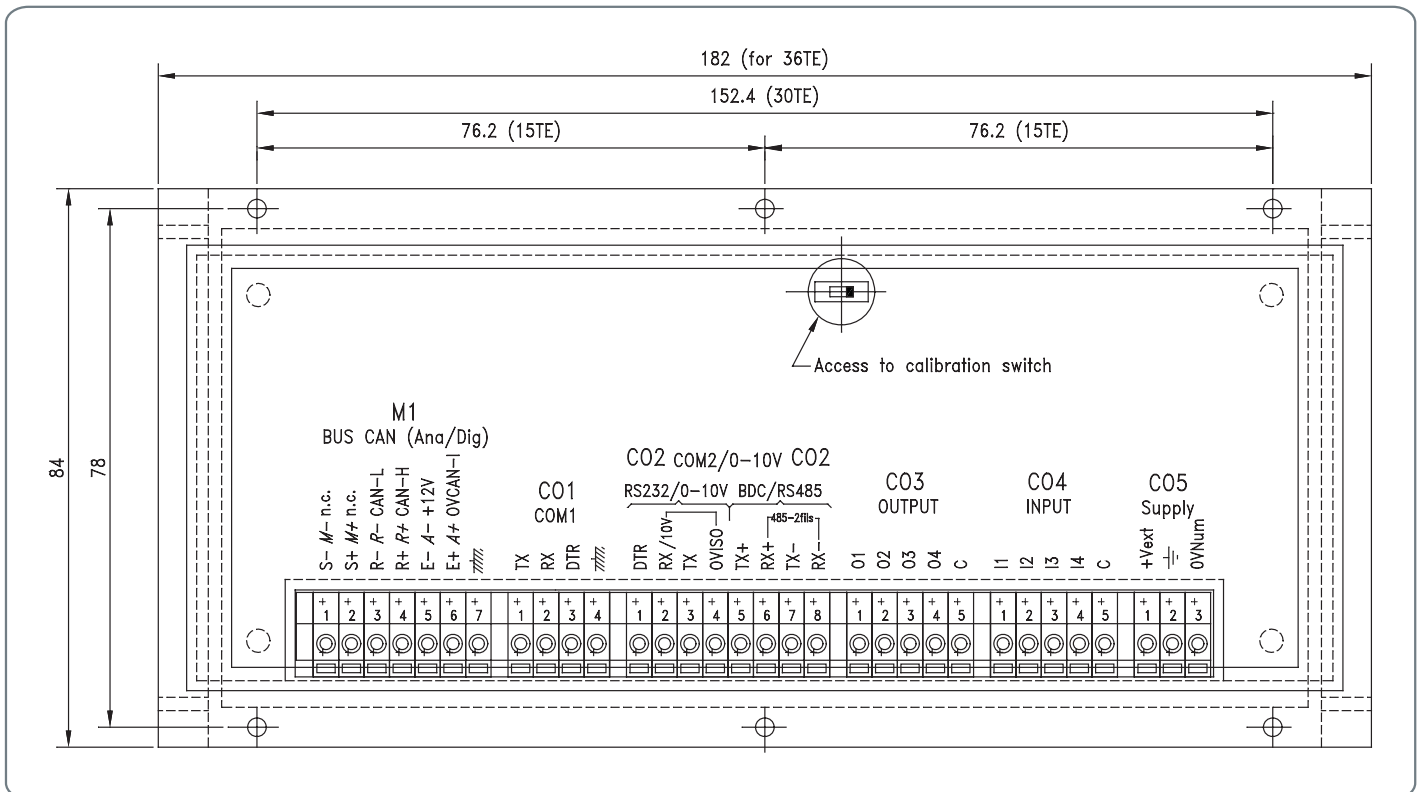 182 (for 36TE)
152.4 (30TE)
76.2 (15TE)
76.2 (15TE)
84
78
Access to calibration switch
M1
BUS CAN (Ana/Dig)
S- M- n.c.
S+ M+ n.c.
R- R- CAN-L
R+ R+ CAN-H
E- A- +12V
E+ A+ OVCAN-I
CO1
COM1
TX
RX
DTR
CO2 COM2/0-10V CO2
RS232/0-10V BDC/RS485
485-2fils
DTR
RX/10V
TX
OVISO
TX+
RX+
TX-
RX-
CO3
OUTPUT
O1
O2
O3
O4
C
CO4
INPUT
I1
I2
I3
I4
C
CO5
Supply
+Vext
OVNum
+ + + + + + + + + + + + + + + + + + + + + + + + + + + + + + + +
1 2 3 4 5 6 7 1 2 3 4 1 2 3 4 5 6 7 8 1 2 3 4 5 1 2 3 4 5 1 2 3